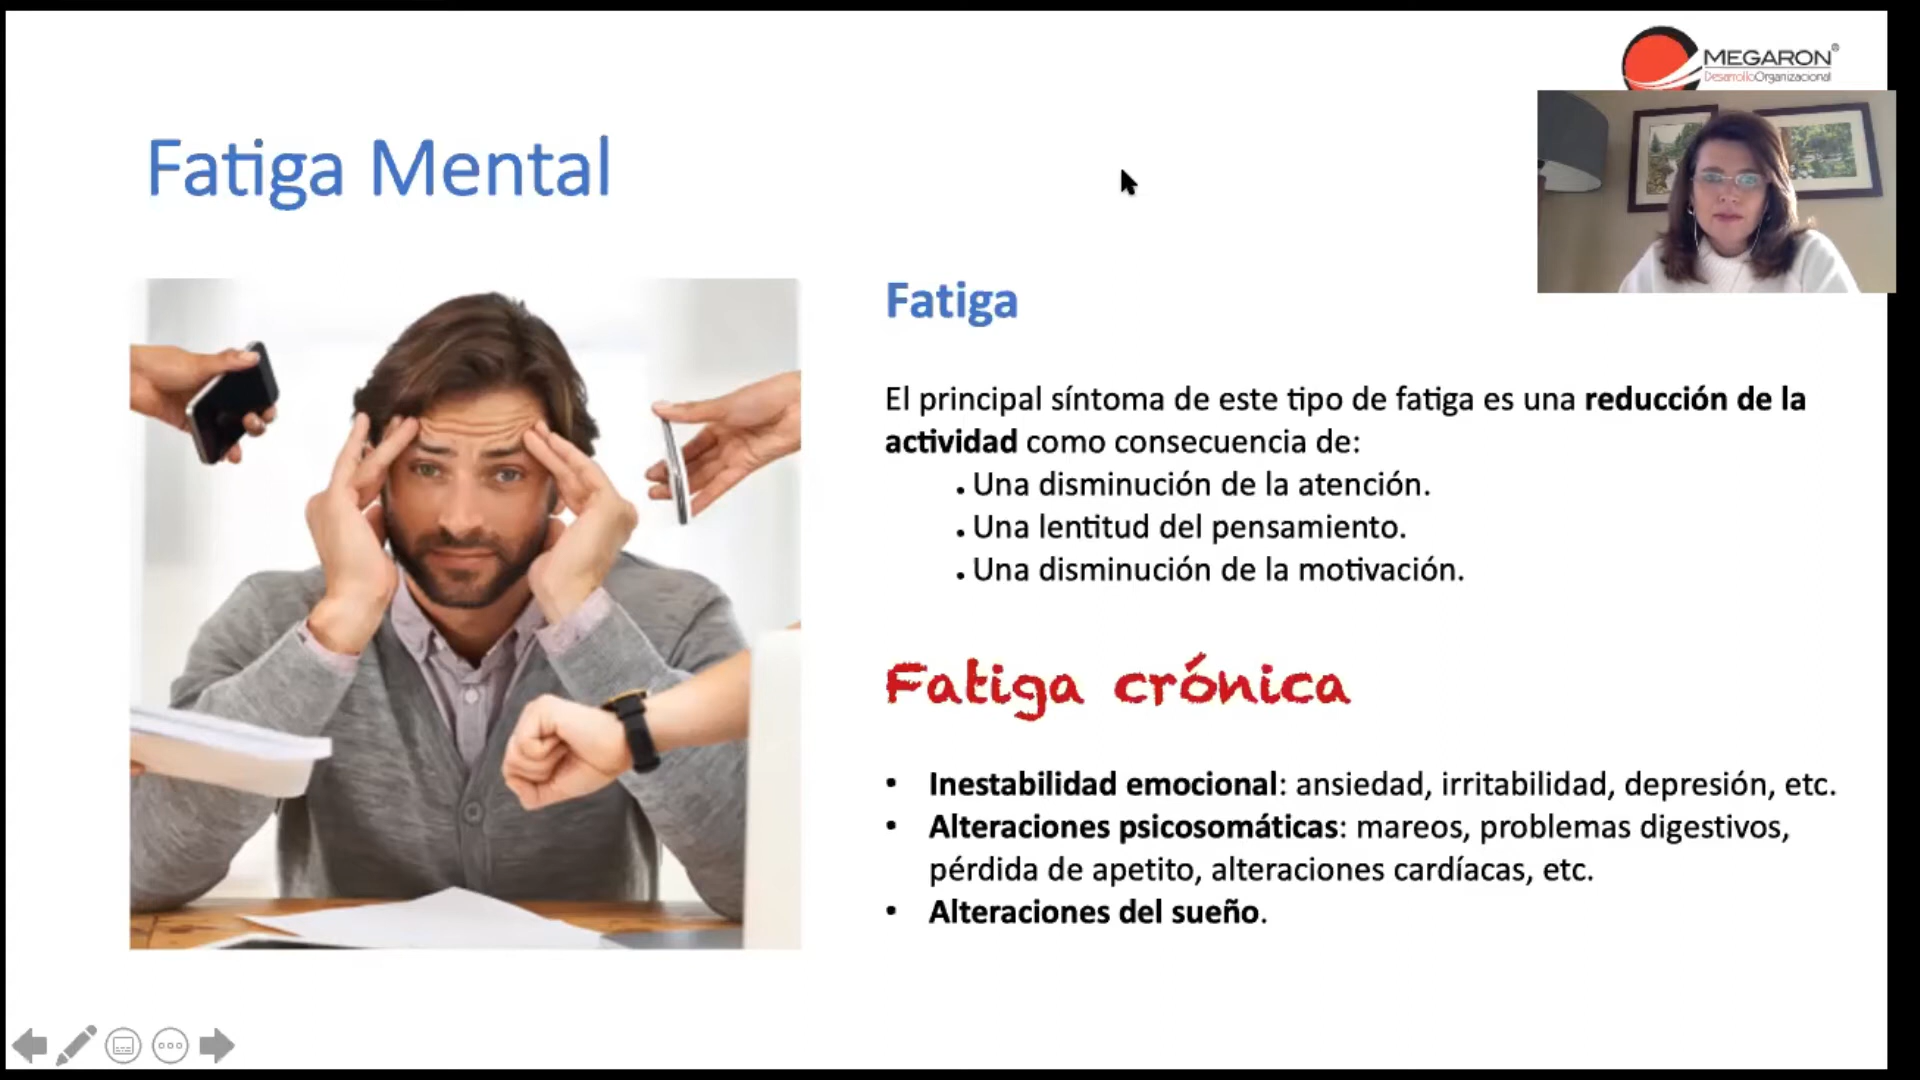 MEGARON®
DesarrolloOrganizacional
Fatiga Mental
Fatiga
El principal síntoma de este tipo de fatiga es una reducción de la
actividad como consecuencia de:
• Una disminución de la atención.
• Una lentitud del pensamiento.
• Una disminución de la motivación.
Fatiga crónica
• Inestabilidad emocional: ansiedad, irritabilidad, depresión, etc.
• Alteraciones psicosomáticas: mareos, problemas digestivos,
pérdida de apetito, alteraciones cardíacas, etc.
• Alteraciones del sueño.